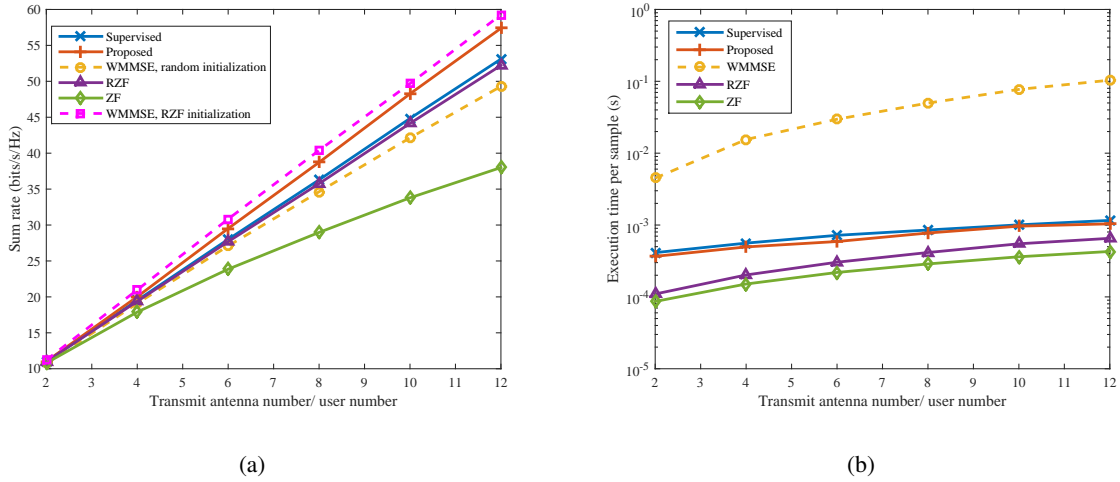 60
55
50
45
40
35
30
25
20
15
10
Sum rate (bits/s/Hz)
Supervised
Proposed
WMMSE, random initialization
RZF
ZF
WMMSE, RZF initialization
2 3 4 5 6 7 8 9 10 11 12
Transmit antenna number/ user number
(a)
10^0
10^-1
10^-2
10^-3
10^-4
10^-5
Execution time per sample (s)
Supervised
Proposed
WMMSE
RZF
ZF
2 3 4 5 6 7 8 9 10 11 12
Transmit antenna number/ user number
(b)